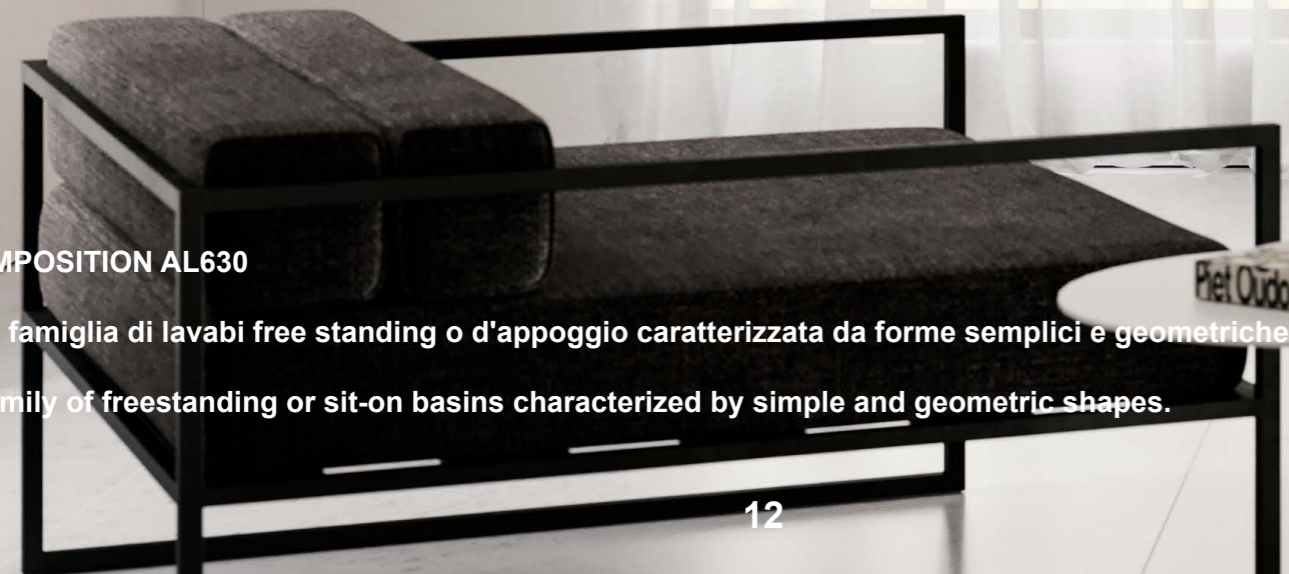 MPOSITION AL630
Piet Oudo
famiglia di lavabi free standing o d'appoggio caratterizzata da forme semplici e geometriche
mily of freestanding or sit-on basins characterized by simple and geometric shapes.
12